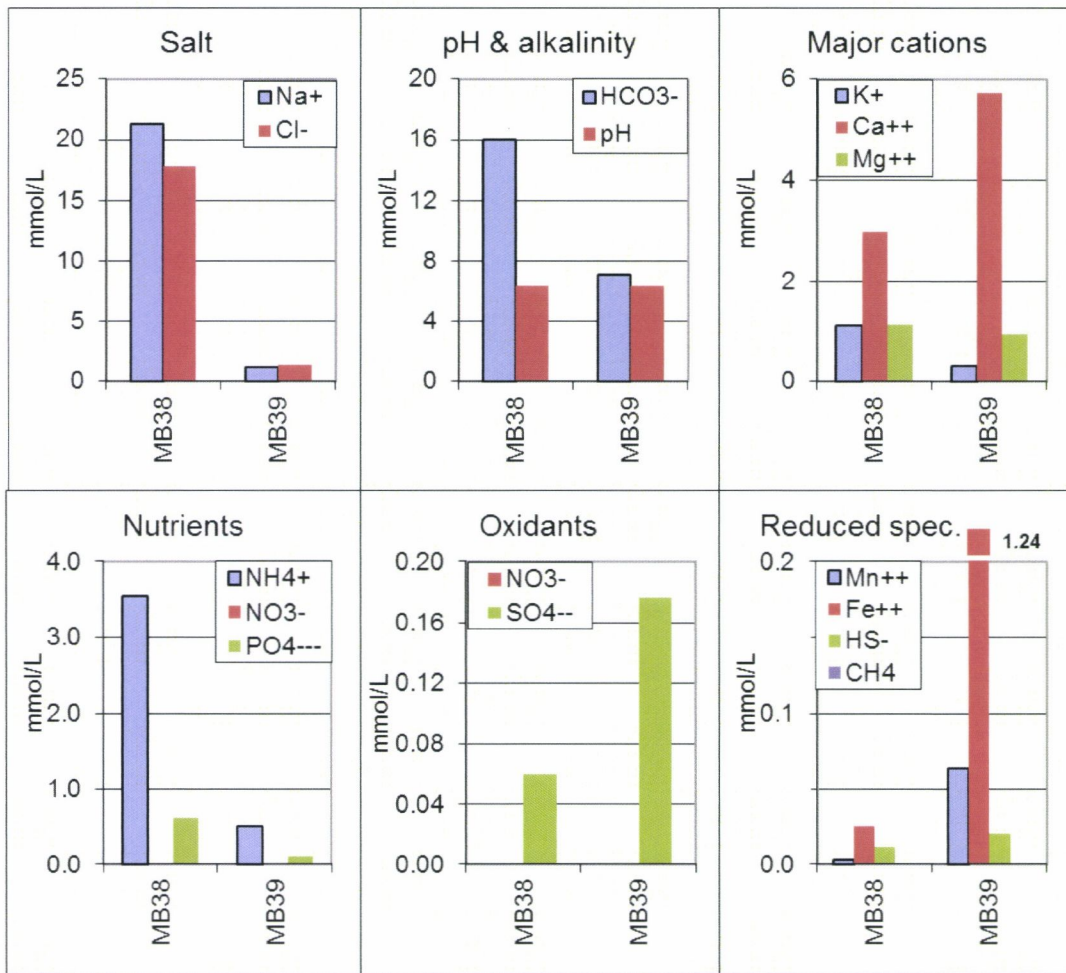 Salt
25
20
15
10
5
0
mmol/L
Na+
Cl-
MB38
MB39
pH & alkalinity
20
16
12
8
4
0
mmol/L
HCO3-
pH
MB38
MB39
Major cations
6
4
2
0
mmol/L
K+
Ca++
Mg++
MB38
MB39
Nutrients
4.0
3.0
2.0
1.0
0.0
mmol/L
NH4+
NO3-
PO4---
MB38
MB39
Oxidants
0.20
0.16
0.12
0.08
0.04
0.00
mmol/L
NO3-
SO4--
MB38
MB39
Reduced spec.
1.24
0.2
0.1
0.0
mmol/L
Mn++
Fe++
HS-
CH4
MB38
MB39